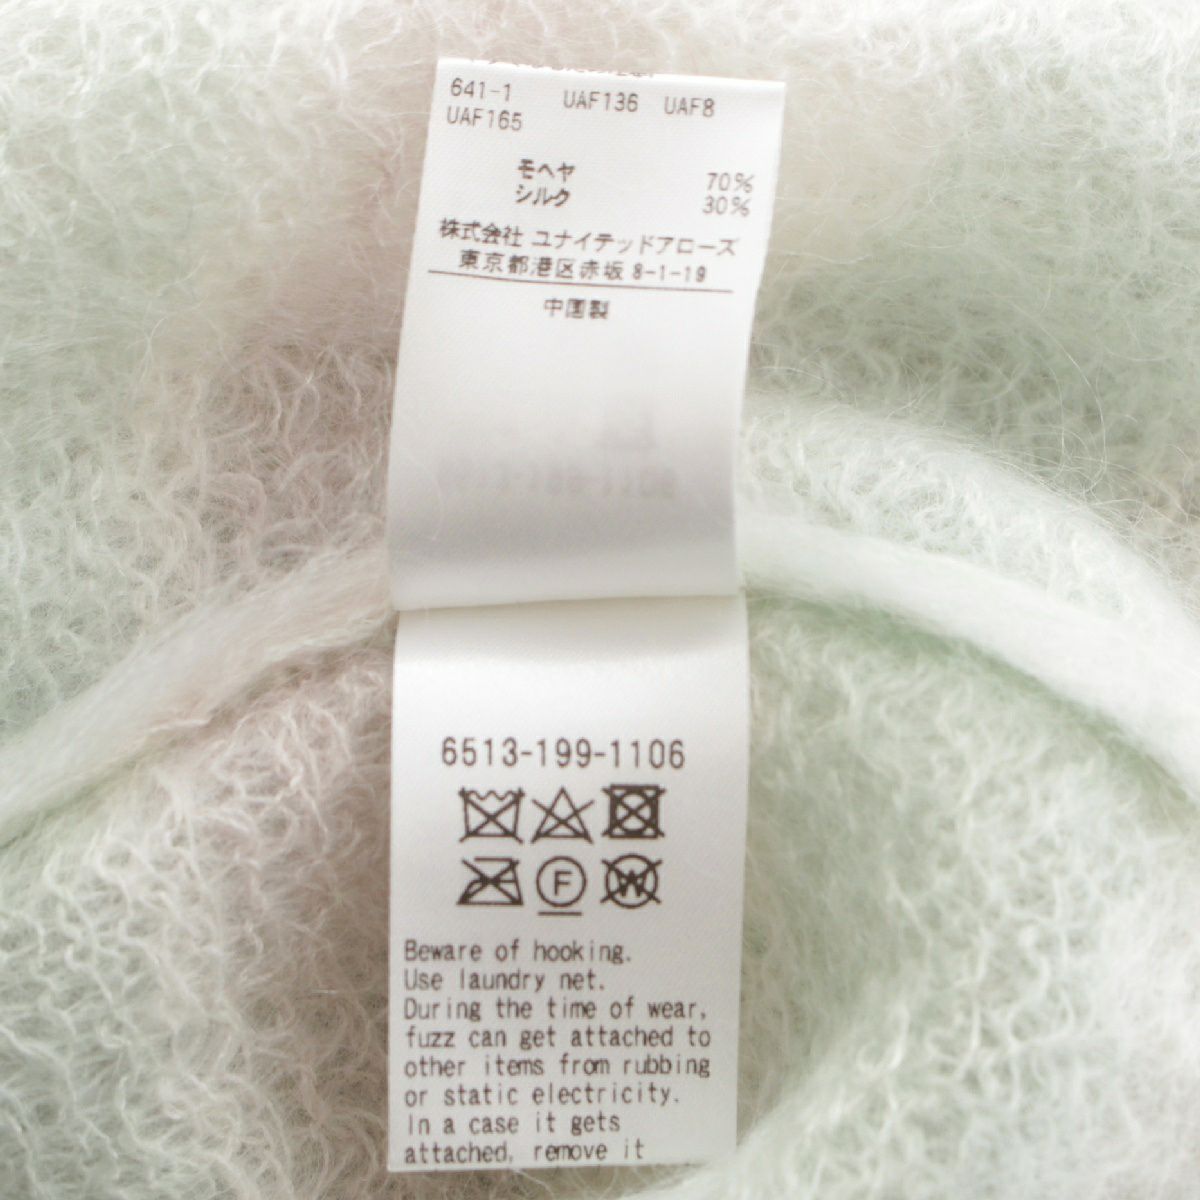 641-1 UAF136 UAF8
UAF165
モヘヤ 70%
シルク 30%
株式会社 ユナイテッドアローズ
東京都港区赤坂 8-1-19
中国製
6513-199-1106
F
W
Beware of hooking.
Use laundry net.
During the time of wear,
fuzz can get attached to
other items from rubbing
or static electricity.
In a case it gets
attached, remove it